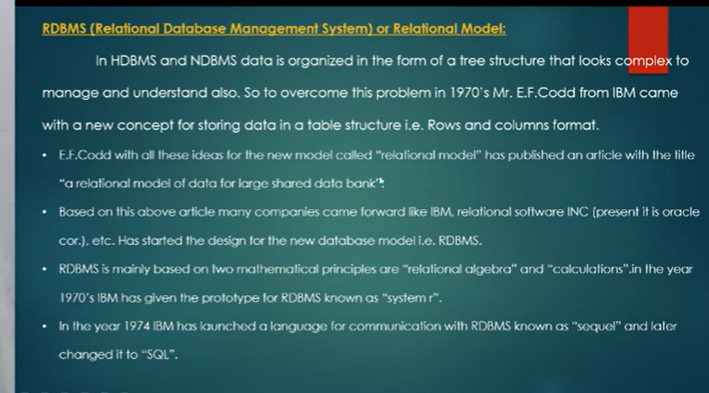 RDBMS (Relational Database Management System) or Relational Model:
In HDBMS and NDBMS data is organized in the form of a tree structure that looks complex to
manage and understand also. So to overcome this problem in 1970's Mr. E.F.Codd from IBM came
with a new concept for storing data in a table structure i.e. Rows and columns format.
• E.F.Codd with all these ideas for the new model called "relational model" has published an article with the title
"a relational model of data for large shared data bank".
• Based on this above article many companies came forward like IBM, relational software INC (present it is oracle
cor.), etc. Has started the design for the new database model i.e. RDBMS.
• RDBMS is mainly based on two mathematical principles are "relational algebra" and "calculations".in the year
1970's IBM has given the prototype for RDBMS known as "system r".
• In the year 1974 IBM has launched a language for communication with RDBMS known as "sequel" and later
changed it to "SQL".